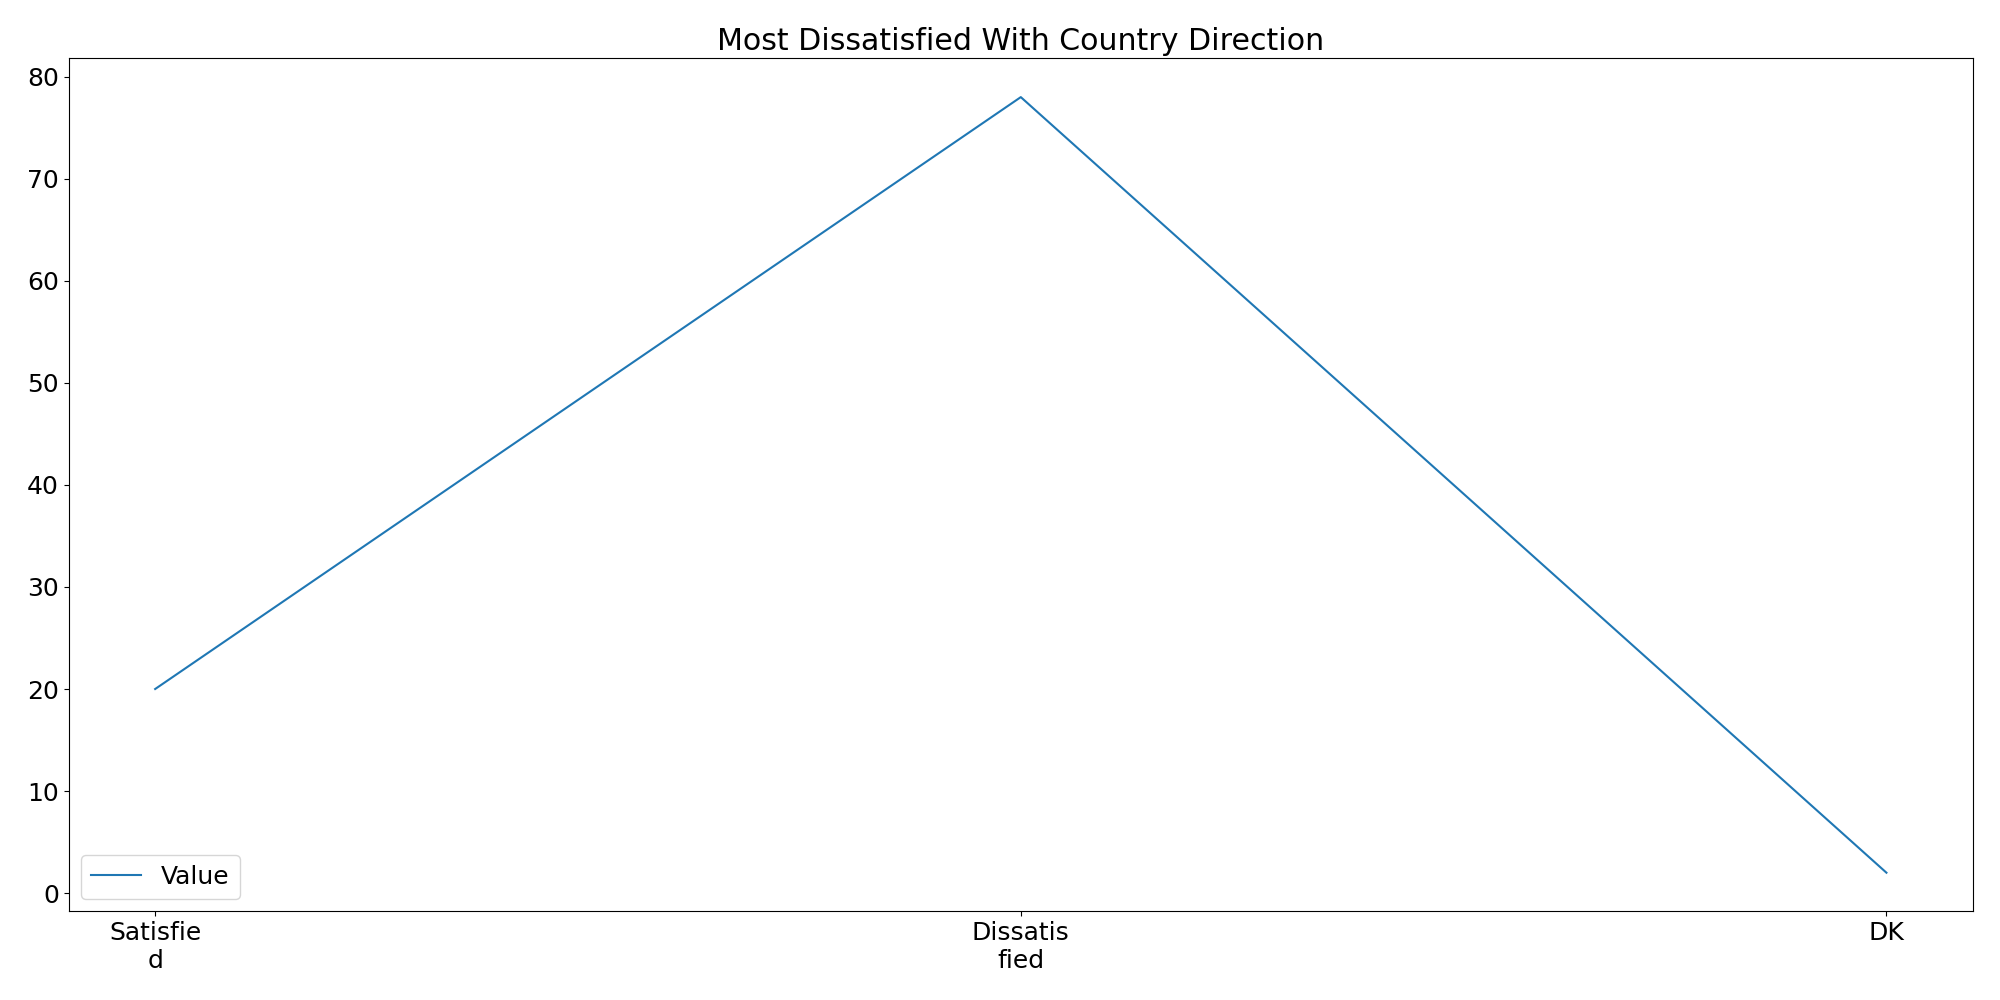 Most Dissatisfied With Country Direction
80
70
60
50
40
30
20
10
0
Value
Satisfie
d
Dissatis
fied
DK